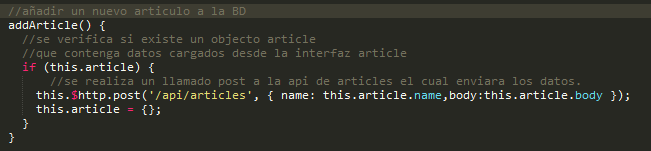 //añadir un nuevo articulo a la BD
addArticle() {
//se verifica si existe un objecto article
//que contenga datos cargados desde la interfaz article
if (this.article) {
//se realiza un llamado post a la api de articles el cual enviara los datos.
this.$http.post('/api/articles', { name: this.article.name,body:this.article.body });
this.article = {};
}
}